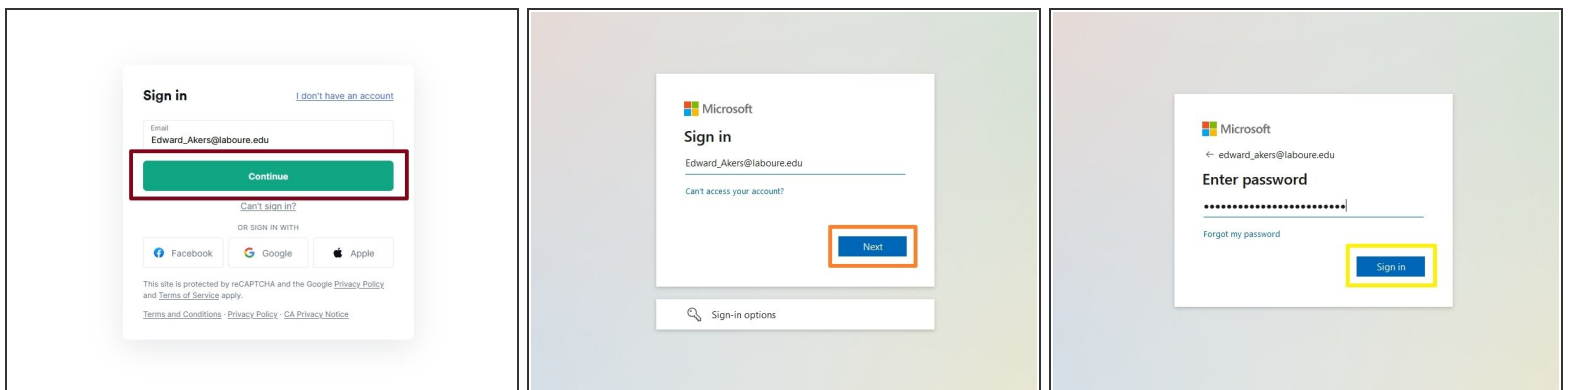 Sign in
I don't have an account
Email
Edward_Akers@laboure.edu
Continue
Can't sign in?
OR SIGN IN WITH
Facebook
Google
Apple
This site is protected by reCAPTCHA and the Google Privacy Policy
and Terms of Service apply.
Terms and Conditions · Privacy Policy · CA Privacy Notice
Microsoft
Sign in
Edward_Akers@laboure.edu
Can't access your account?
Next
Sign-in options
Microsoft
← edward_akers@laboure.edu
Enter password
Forgot my password
Sign in